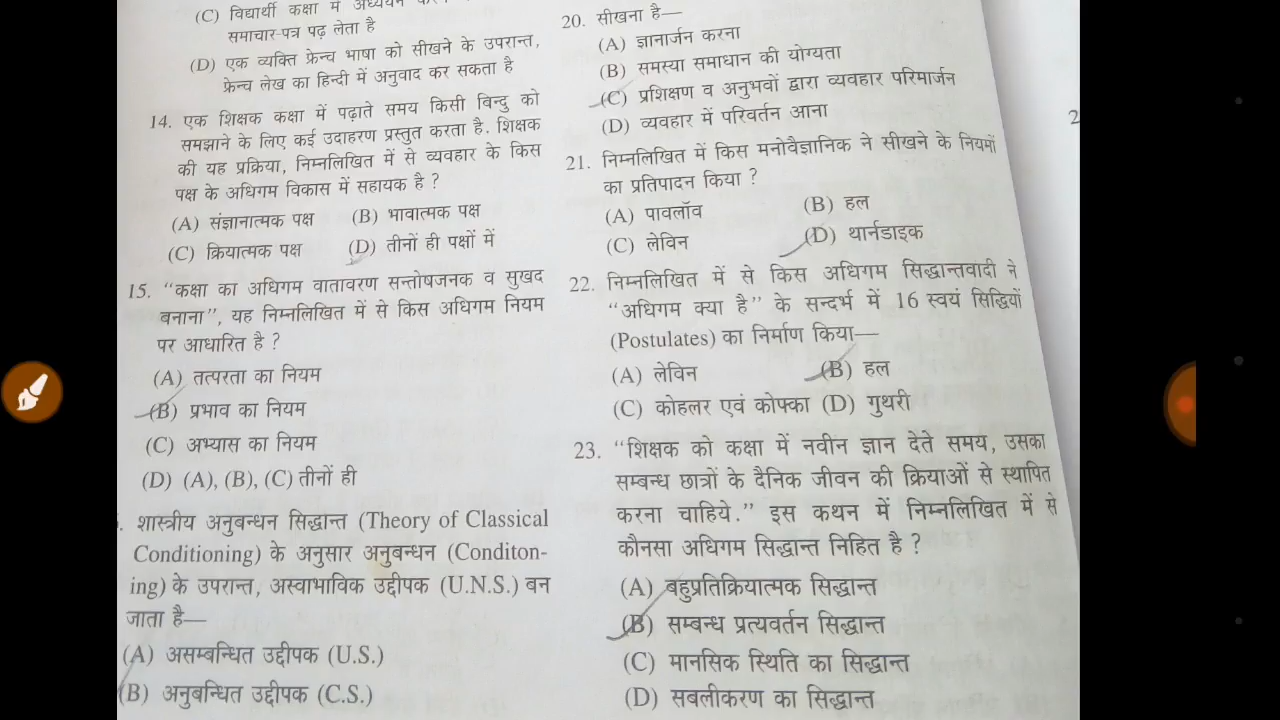 (C) विद्यार्थी कक्षा में अध्ययन
समाचार-पत्र पढ़ लेता है
(D) एक व्यक्ति फ्रेन्च भाषा को सीखने के उपरान्त,
फ्रेन्च लेख का हिन्दी में अनुवाद कर सकता है
14. एक शिक्षक कक्षा में पढ़ाते समय किसी बिन्दु को
समझाने के लिए कई उदाहरण प्रस्तुत करता है. शिक्षक
की यह प्रक्रिया, निम्नलिखित में से व्यवहार के किस
पक्ष के अधिगम विकास में सहायक है ?
(A) संज्ञानात्मक पक्ष (B) भावात्मक पक्ष
(C) क्रियात्मक पक्ष (D) तीनों ही पक्षों में
15. “कक्षा का अधिगम वातावरण सन्तोषजनक व सुखद
बनाना”, यह निम्नलिखित में से किस अधिगम नियम
पर आधारित है ?
(A) तत्परता का नियम
(B) प्रभाव का नियम
(C) अभ्यास का नियम
(D) (A), (B), (C) तीनों ही
शास्त्रीय अनुबन्धन सिद्धान्त (Theory of Classical
Conditioning) के अनुसार अनुबन्धन (Conditon-
ing) के उपरान्त, अस्वाभाविक उद्दीपक (U.N.S.) बन
जाता है—
(A) असम्बन्धित उद्दीपक (U.S.)
(B) अनुबन्धित उद्दीपक (C.S.)
20. सीखना है—
(A) ज्ञानार्जन करना
(B) समस्या समाधान की योग्यता
(C) प्रशिक्षण व अनुभवों द्वारा व्यवहार परिमार्जन
(D) व्यवहार में परिवर्तन आना
21. निम्नलिखित में किस मनोवैज्ञानिक ने सीखने के नियमों
का प्रतिपादन किया ?
(A) पावलॉव (B) हल
(C) लेविन (D) थार्नडाइक
22. निम्नलिखित में से किस अधिगम सिद्धान्तवादी ने
“अधिगम क्या है” के सन्दर्भ में 16 स्वयं सिद्धियों
(Postulates) का निर्माण किया—
(A) लेविन (B) हल
(C) कोहलर एवं कोफ्का (D) गुथरी
23. “शिक्षक को कक्षा में नवीन ज्ञान देते समय, उसका
सम्बन्ध छात्रों के दैनिक जीवन की क्रियाओं से स्थापित
करना चाहिये.” इस कथन में निम्नलिखित में से
कौनसा अधिगम सिद्धान्त निहित है ?
(A) बहुप्रतिक्रियात्मक सिद्धान्त
(B) सम्बन्ध प्रत्यवर्तन सिद्धान्त
(C) मानसिक स्थिति का सिद्धान्त
(D) सबलीकरण का सिद्धान्त
2